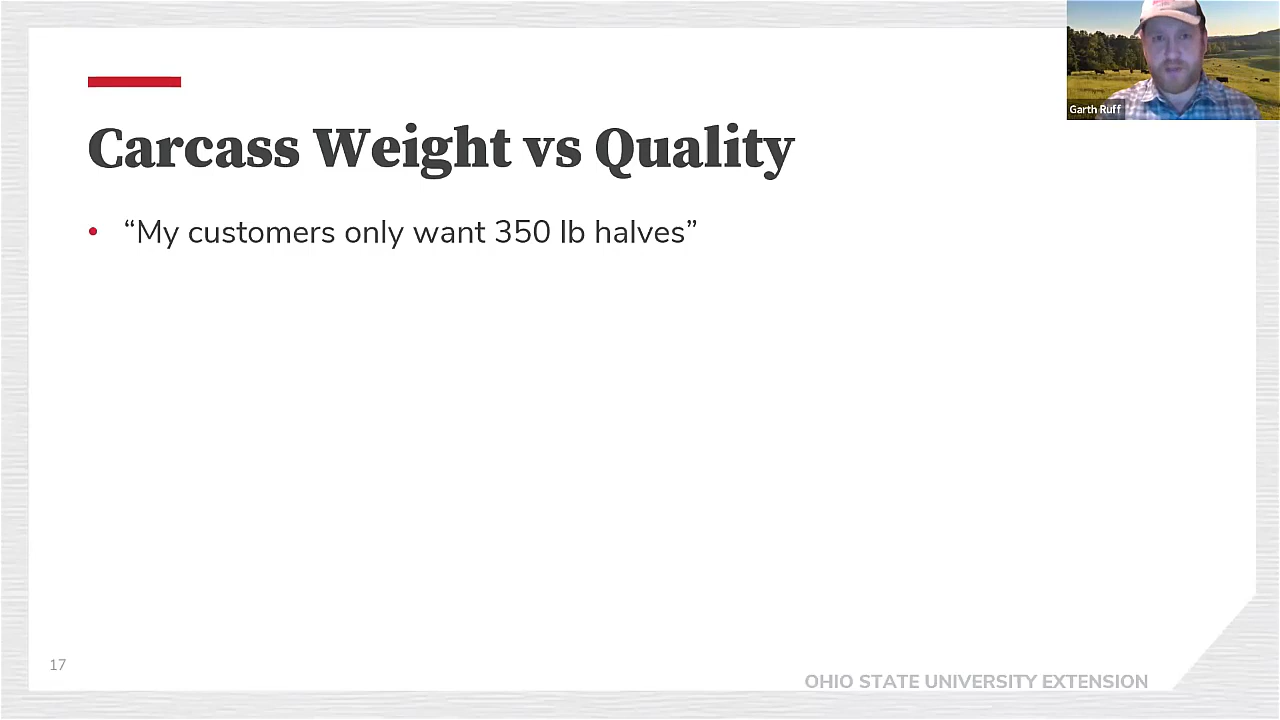 Garth Ruff
Carcass Weight vs Quality
• “My customers only want 350 lb halves”
17
OHIO STATE UNIVERSITY EXTENSION